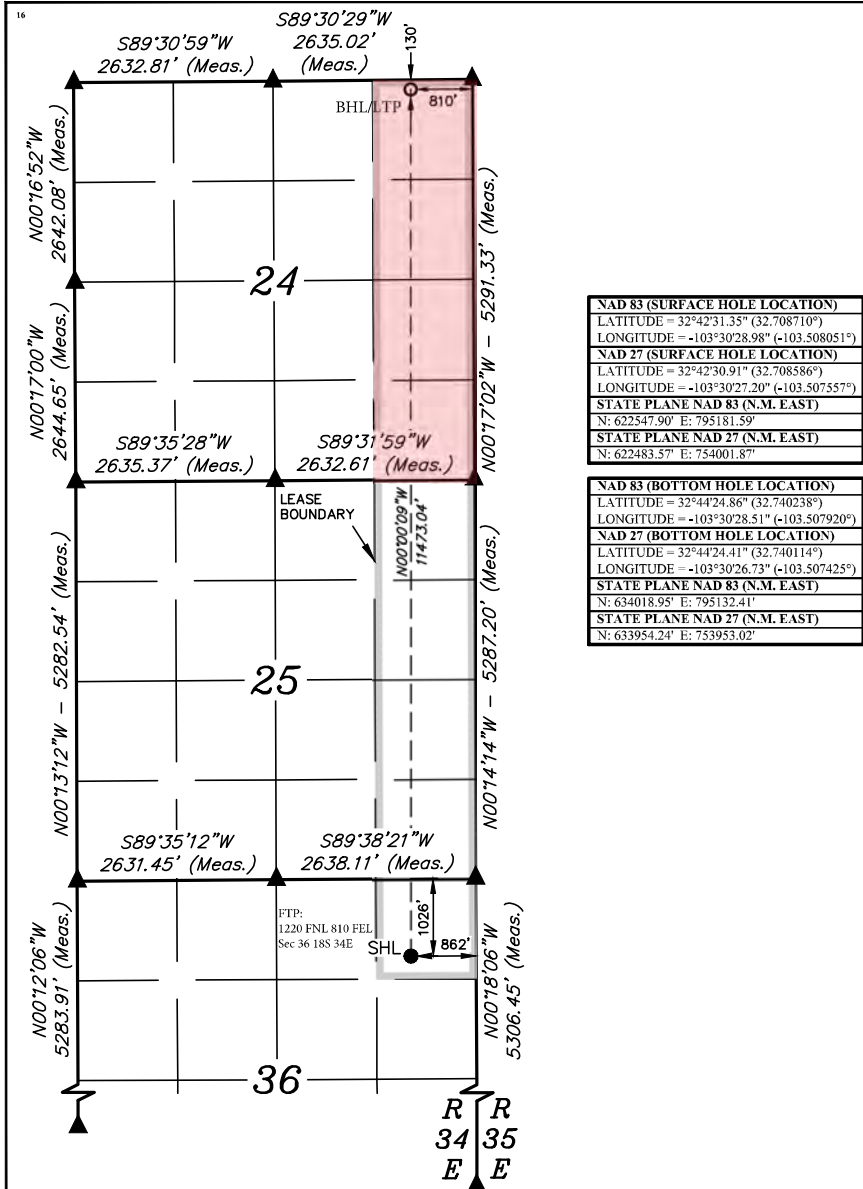 16
S89°30'59"W
2632.81' (Meas.)
S89°30'29"W
2635.02'
(Meas.)
130'
BHL/LTP
810'
N00°16'52"W
2642.08' (Meas.)
24
N00°17'02"W – 5291.33' (Meas.)
N00°17'00"W
2644.65' (Meas.)
S89°35'28"W
2635.37' (Meas.)
S89°31'59"W
2632.61' (Meas.)
LEASE
BOUNDARY
N00°00'09"W
11473.04'
N00°13'12"W – 5282.54' (Meas.)
25
N00°14'14"W – 5287.20' (Meas.)
S89°35'12"W
2631.45' (Meas.)
S89°38'21"W
2638.11' (Meas.)
FTP:
1220 FNL 810 FEL
Sec 36 18S 34E
1026'
SHL
862'
N00°12'06"W
5283.91' (Meas.)
N00°18'06"W
5306.45' (Meas.)
36
R R
34 35
E E
NAD 83 (SURFACE HOLE LOCATION)
LATITUDE = 32°42'31.35" (32.708710°)
LONGITUDE = -103°30'28.98" (-103.508051°)
NAD 27 (SURFACE HOLE LOCATION)
LATITUDE = 32°42'30.91" (32.708586°)
LONGITUDE = -103°30'27.20" (-103.507557°)
STATE PLANE NAD 83 (N.M. EAST)
N: 622547.90' E: 795181.59'
STATE PLANE NAD 27 (N.M. EAST)
N: 622483.57' E: 754001.87'
NAD 83 (BOTTOM HOLE LOCATION)
LATITUDE = 32°44'24.86" (32.740238°)
LONGITUDE = -103°30'28.51" (-103.507920°)
NAD 27 (BOTTOM HOLE LOCATION)
LATITUDE = 32°44'24.41" (32.740114°)
LONGITUDE = -103°30'26.73" (-103.507425°)
STATE PLANE NAD 83 (N.M. EAST)
N: 634018.95' E: 795132.41'
STATE PLANE NAD 27 (N.M. EAST)
N: 633954.24' E: 753953.02'